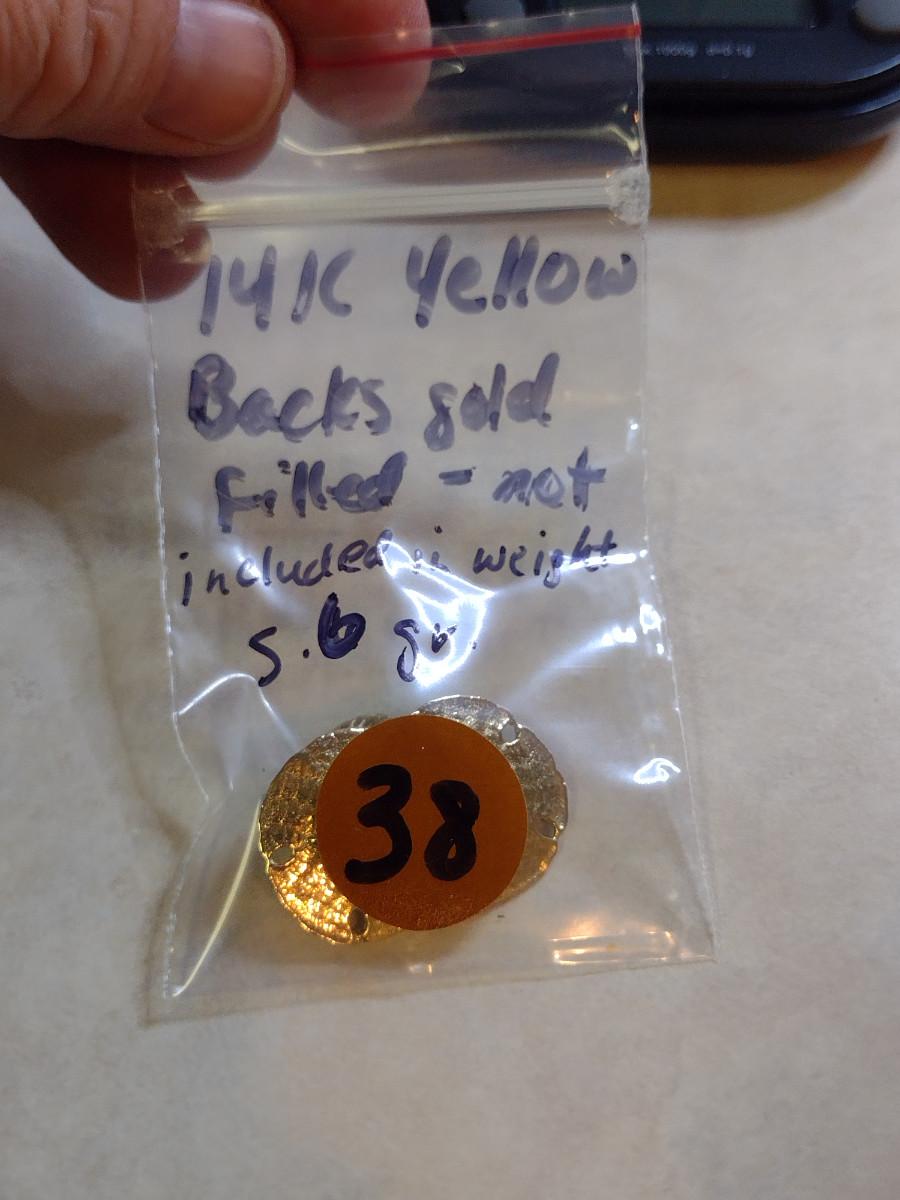 14K Yellow
Backs gold
filled - not
included in weight
5.6 gr.
38